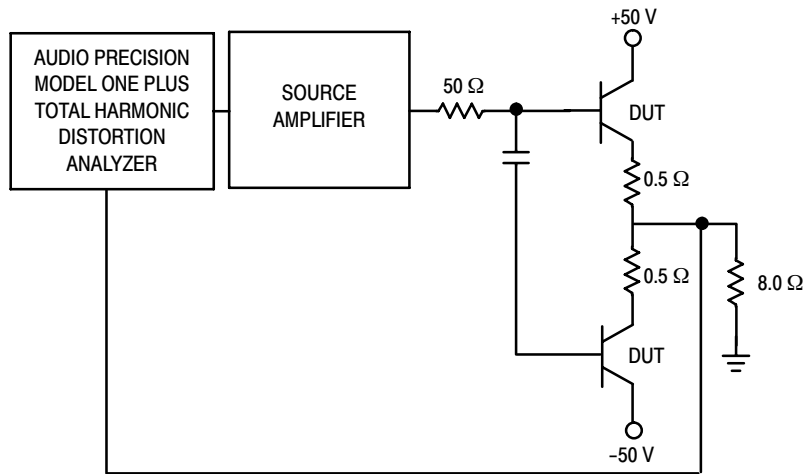 AUDIO PRECISION
MODEL ONE PLUS
TOTAL HARMONIC
DISTORTION
ANALYZER
SOURCE
AMPLIFIER
50 Ω
+50 V
DUT
0.5 Ω
0.5 Ω
8.0 Ω
DUT
−50 V